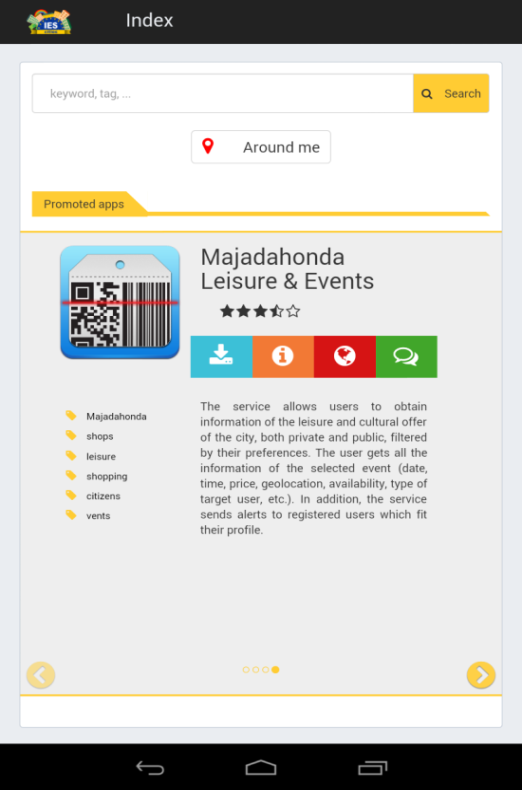 IES
Index
keyword, tag, ...
Search
Around me
Promoted apps
Majadahonda
Leisure & Events
Majadahonda
shops
leisure
shopping
citizens
vents
The service allows users to obtain
information of the leisure and cultural offer
of the city, both private and public, filtered
by their preferences. The user gets all the
information of the selected event (date,
time, price, geolocation, availability, type of
target user, etc.). In addition, the service
sends alerts to registered users which fit
their profile.